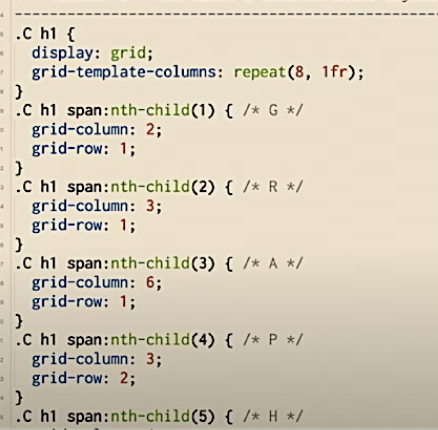 .C h1 {
display: grid;
grid-template-columns: repeat(8, 1fr);
}
.C h1 span:nth-child(1) { /* G */
grid-column: 2;
grid-row: 1;
}
.C h1 span:nth-child(2) { /* R */
grid-column: 3;
grid-row: 1;
}
.C h1 span:nth-child(3) { /* A */
grid-column: 6;
grid-row: 1;
}
.C h1 span:nth-child(4) { /* P */
grid-column: 3;
grid-row: 2;
}
.C h1 span:nth-child(5) { /* H */